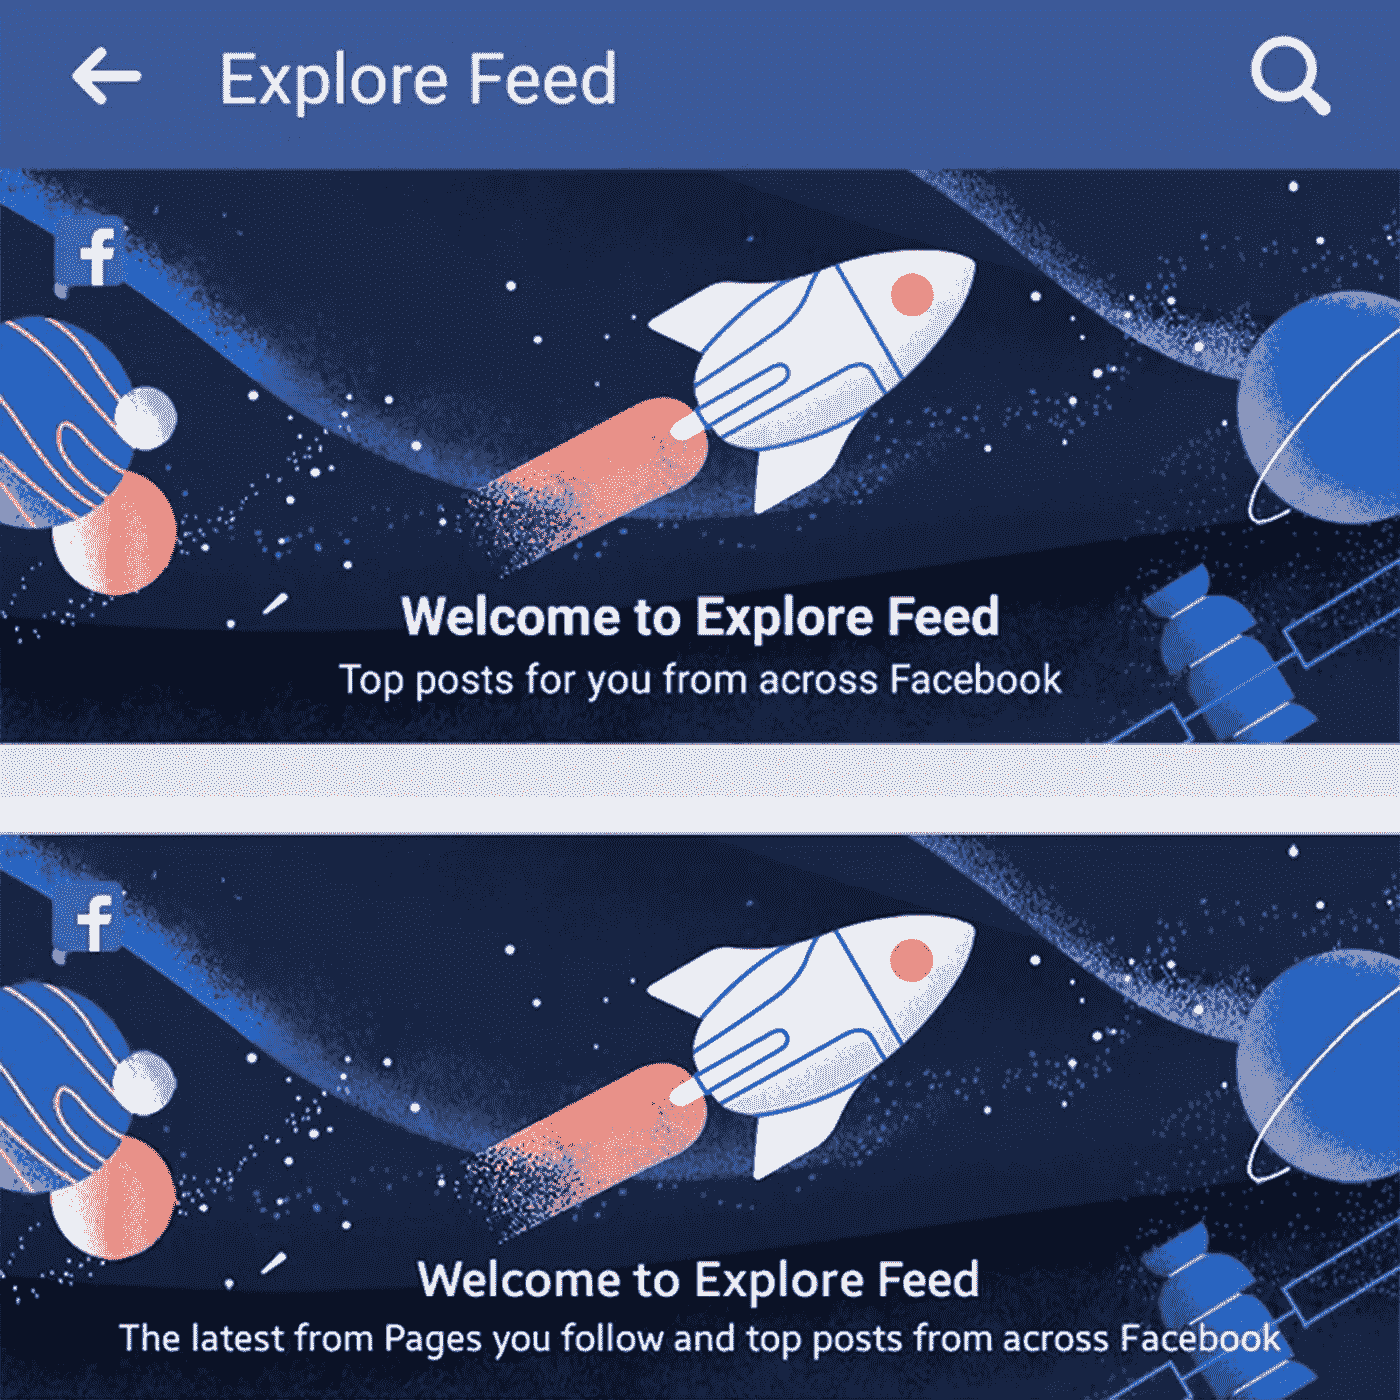 Explore Feed
f
Welcome to Explore Feed
Top posts for you from across Facebook
f
Welcome to Explore Feed
The latest from Pages you follow and top posts from across Facebook